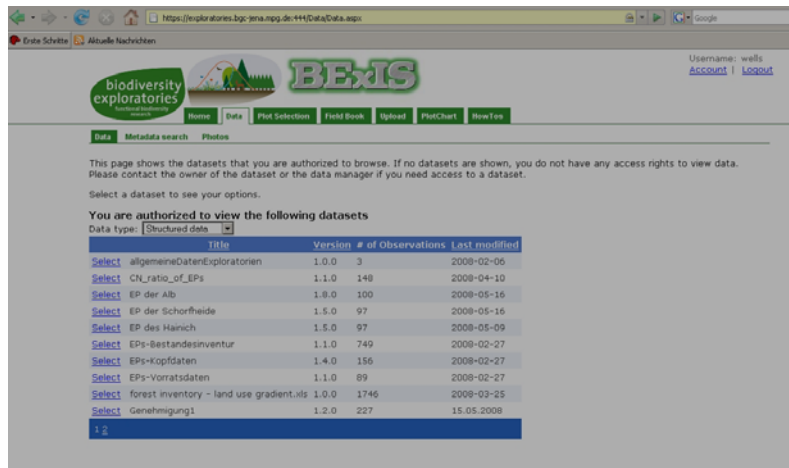 https://exploratories.bgc-jena.mpg.de:444/Data/Data.aspx
Google
Erste Schritte Aktuelle Nachrichten
Username: wells
Account | Logout
biodiversity
exploratories
functional biodiversity
research
BExIS
Home Data Plot Selection Field Book Upload PlotChart HowTos
Data Metadata search Photos
This page shows the datasets that you are authorized to browse. If no datasets are shown, you do not have any access rights to view data.
Please contact the owner of the dataset or the data manager if you need access to a dataset.
Select a dataset to see your options.
You are authorized to view the following datasets
Data type: Structured data
Title Version # of Observations Last modified
Select allgemeineDatenExploratorien 1.0.0 3 2008-02-06
Select CN_ratio_of_EPs 1.1.0 148 2008-04-10
Select EP der Alb 1.8.0 100 2008-05-16
Select EP der Schorfheide 1.5.0 97 2008-05-16
Select EP des Hainich 1.5.0 97 2008-05-09
Select EPs-Bestandesinventur 1.1.0 749 2008-02-27
Select EPs-Kopfdaten 1.4.0 156 2008-02-27
Select EPs-Vorratsdaten 1.1.0 89 2008-02-27
Select forest inventory - land use gradient.xls 1.0.0 1746 2008-03-25
Select Genehmigung1 1.2.0 227 15.05.2008
1 2